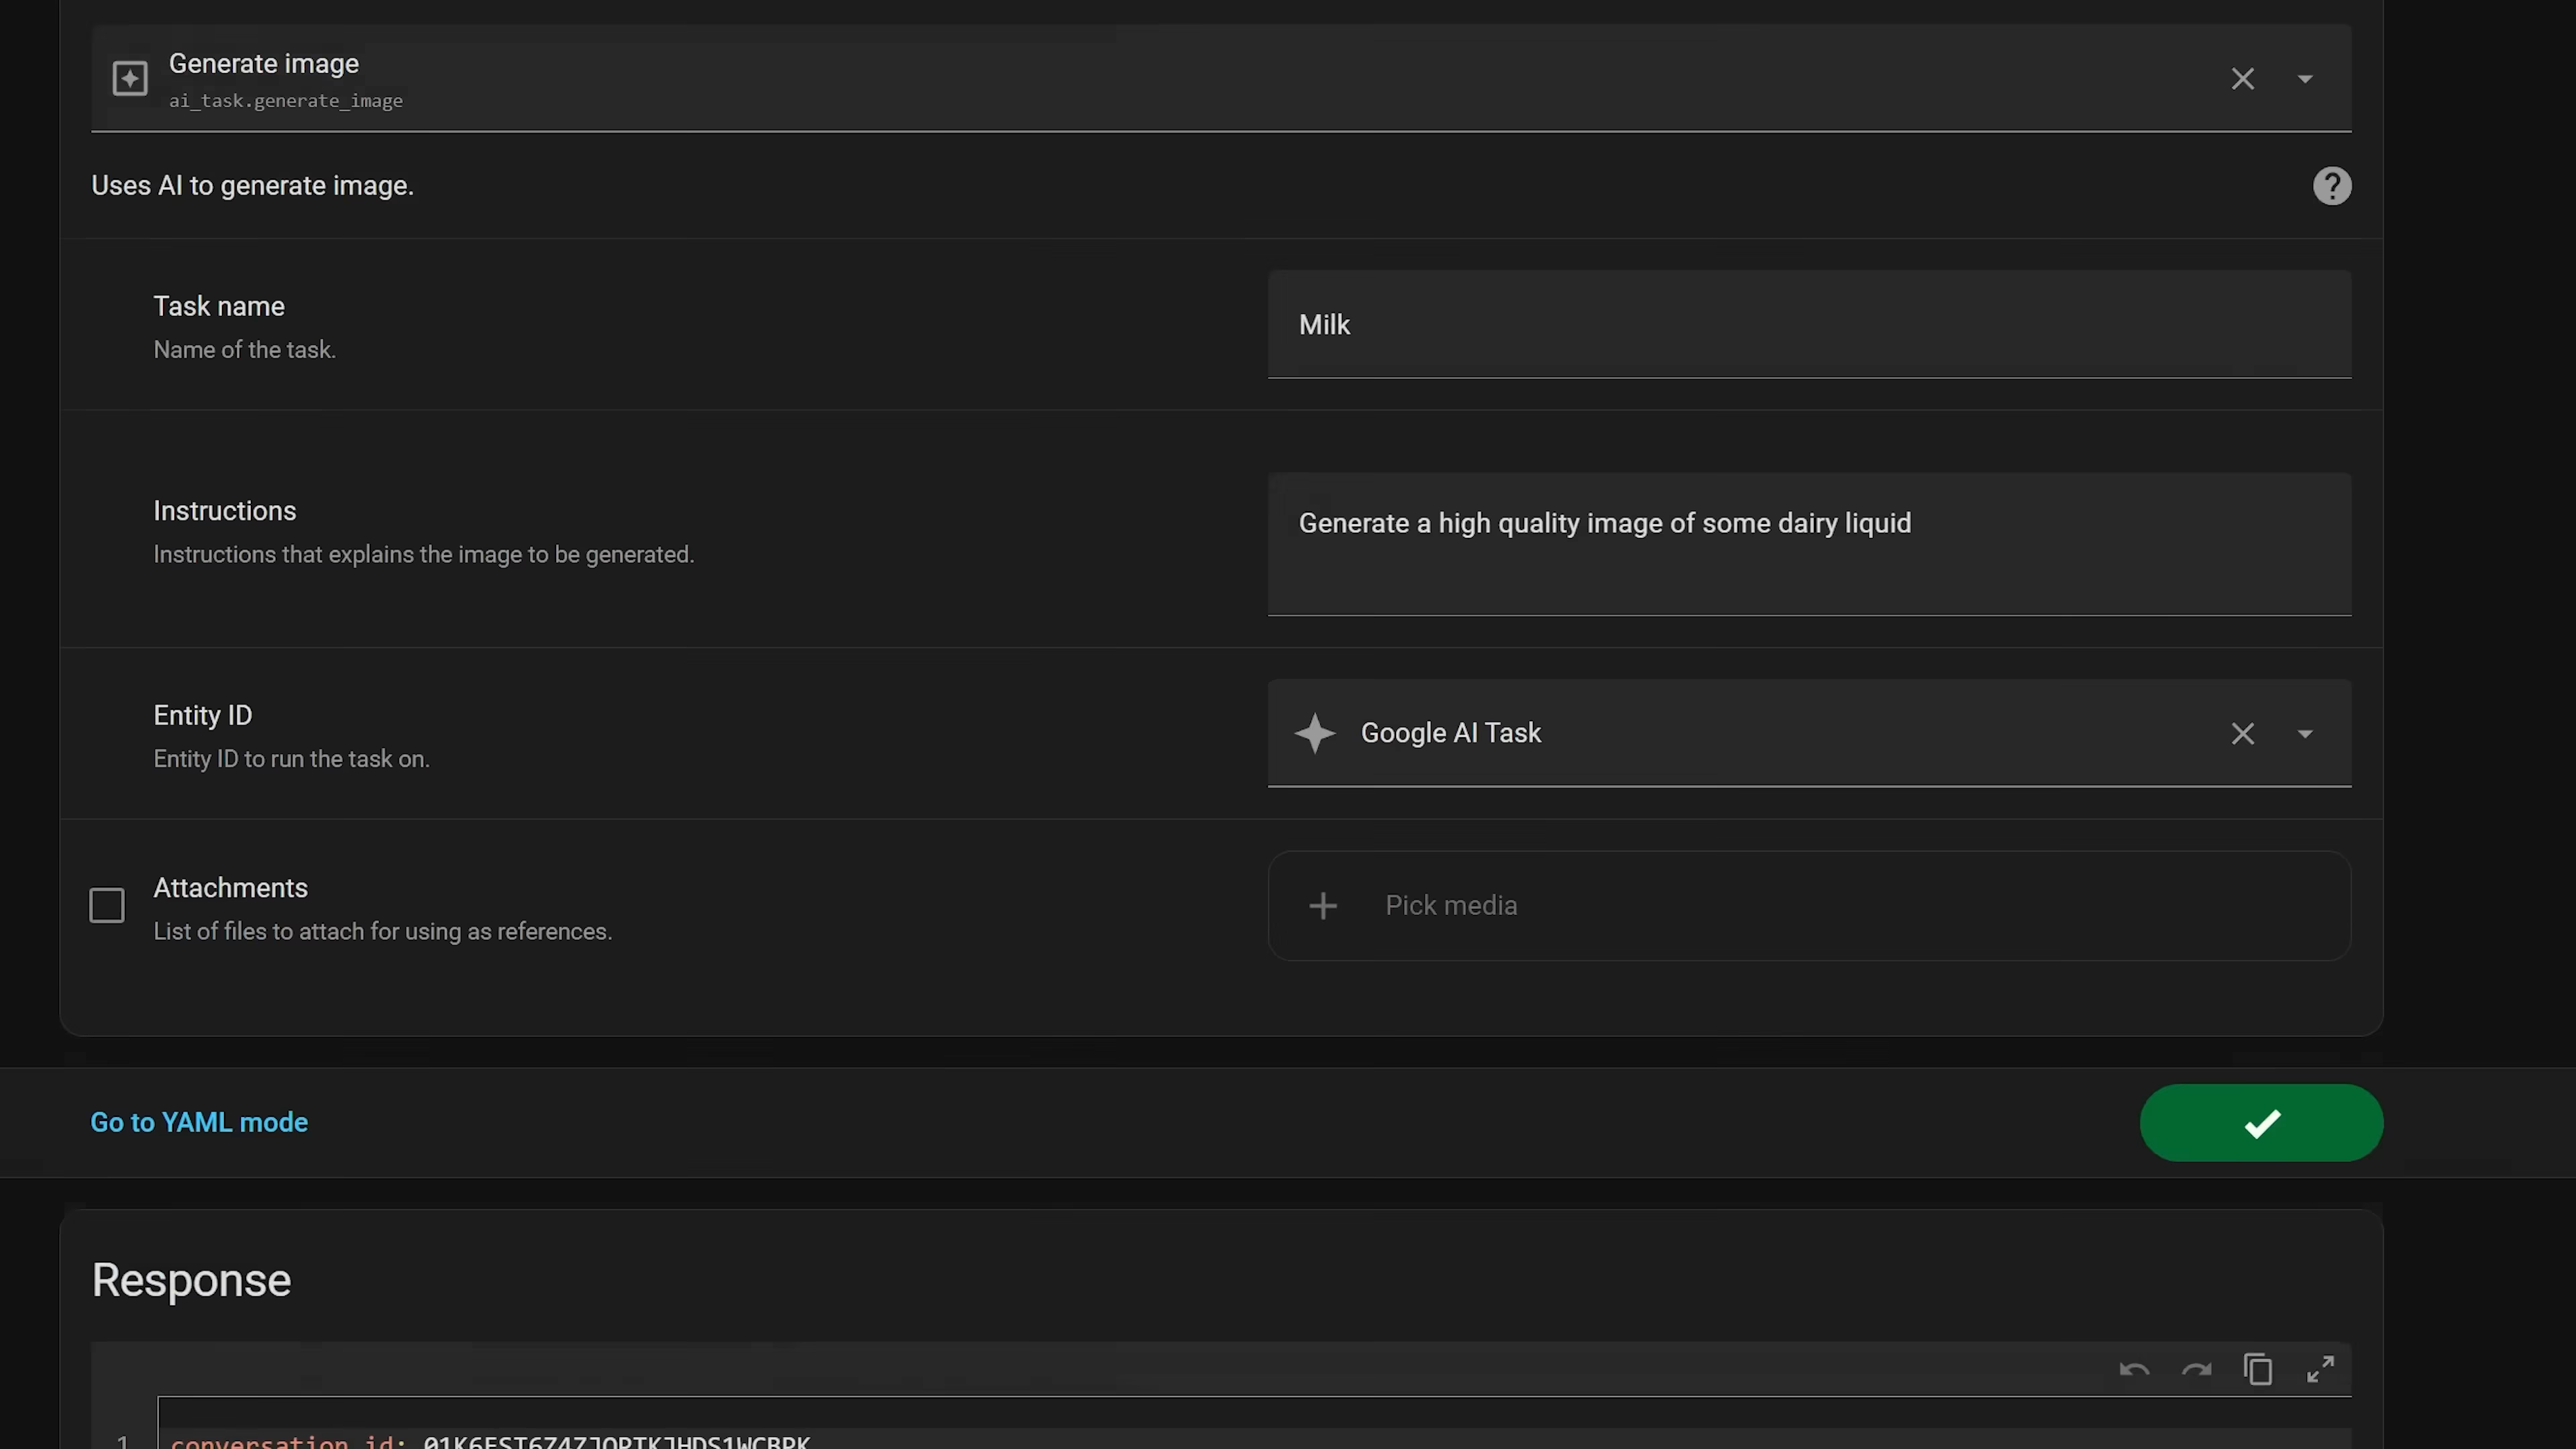 Generate image
ai_task.generate_image
Uses AI to generate image.
Task name
Name of the task.
Milk
Instructions
Instructions that explains the image to be generated.
Generate a high quality image of some dairy liquid
Entity ID
Entity ID to run the task on.
Google AI Task
Attachments
List of files to attach for using as references.
Pick media
Go to YAML mode
Response
1 conversation_id: